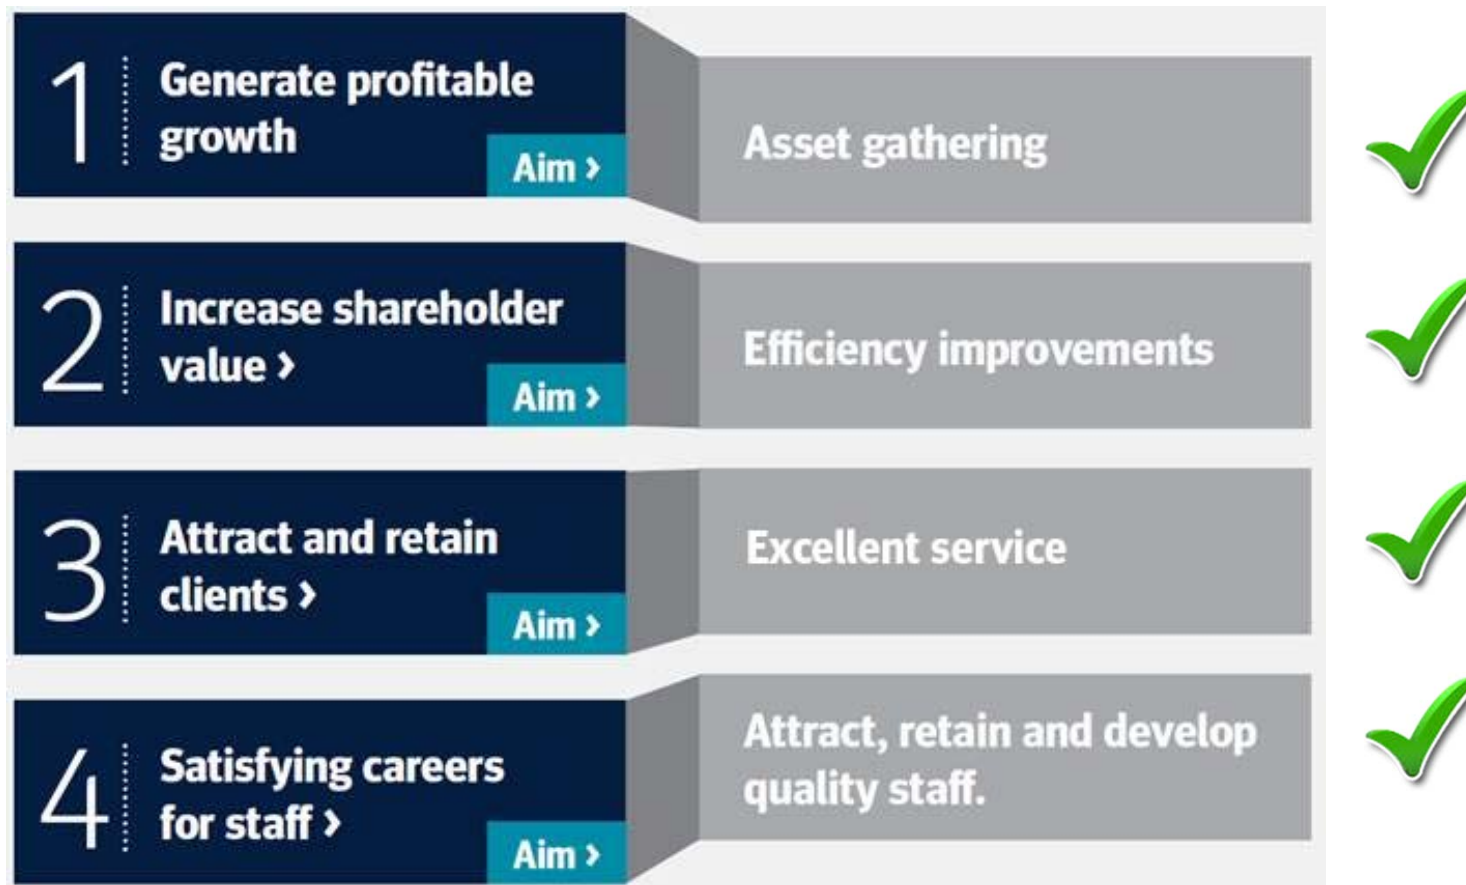 1
Generate profitable
growth
Aim ›
Asset gathering
2
Increase shareholder
value ›
Aim ›
Efficiency improvements
3
Attract and retain
clients ›
Aim ›
Excellent service
4
Satisfying careers
for staff ›
Aim ›
Attract, retain and develop
quality staff.